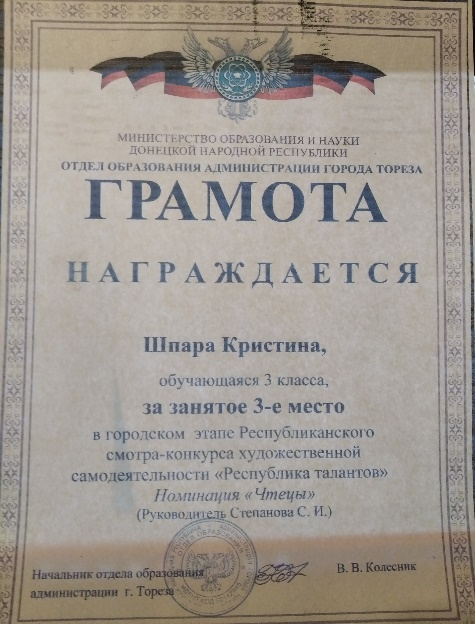 МИНИСТЕРСТВО ОБРАЗОВАНИЯ И НАУКИ
ДОНЕЦКОЙ НАРОДНОЙ РЕСПУБЛИКИ
ОТДЕЛ ОБРАЗОВАНИЯ АДМИНИСТРАЦИИ ГОРОДА ТОРЕЗА
ГРАМОТА
НАГРАЖДАЕТСЯ
Шпара Кристина,
обучающаяся 3 класса,
за занятое 3-е место
в городском этапе Республиканского
смотра-конкурса художественной
самодеятельности «Республика талантов»
Номинация «Чтецы»
(Руководитель Степанова С. И.)
Начальник отдела образования
администрации г. Тореза
В. В. Колесник